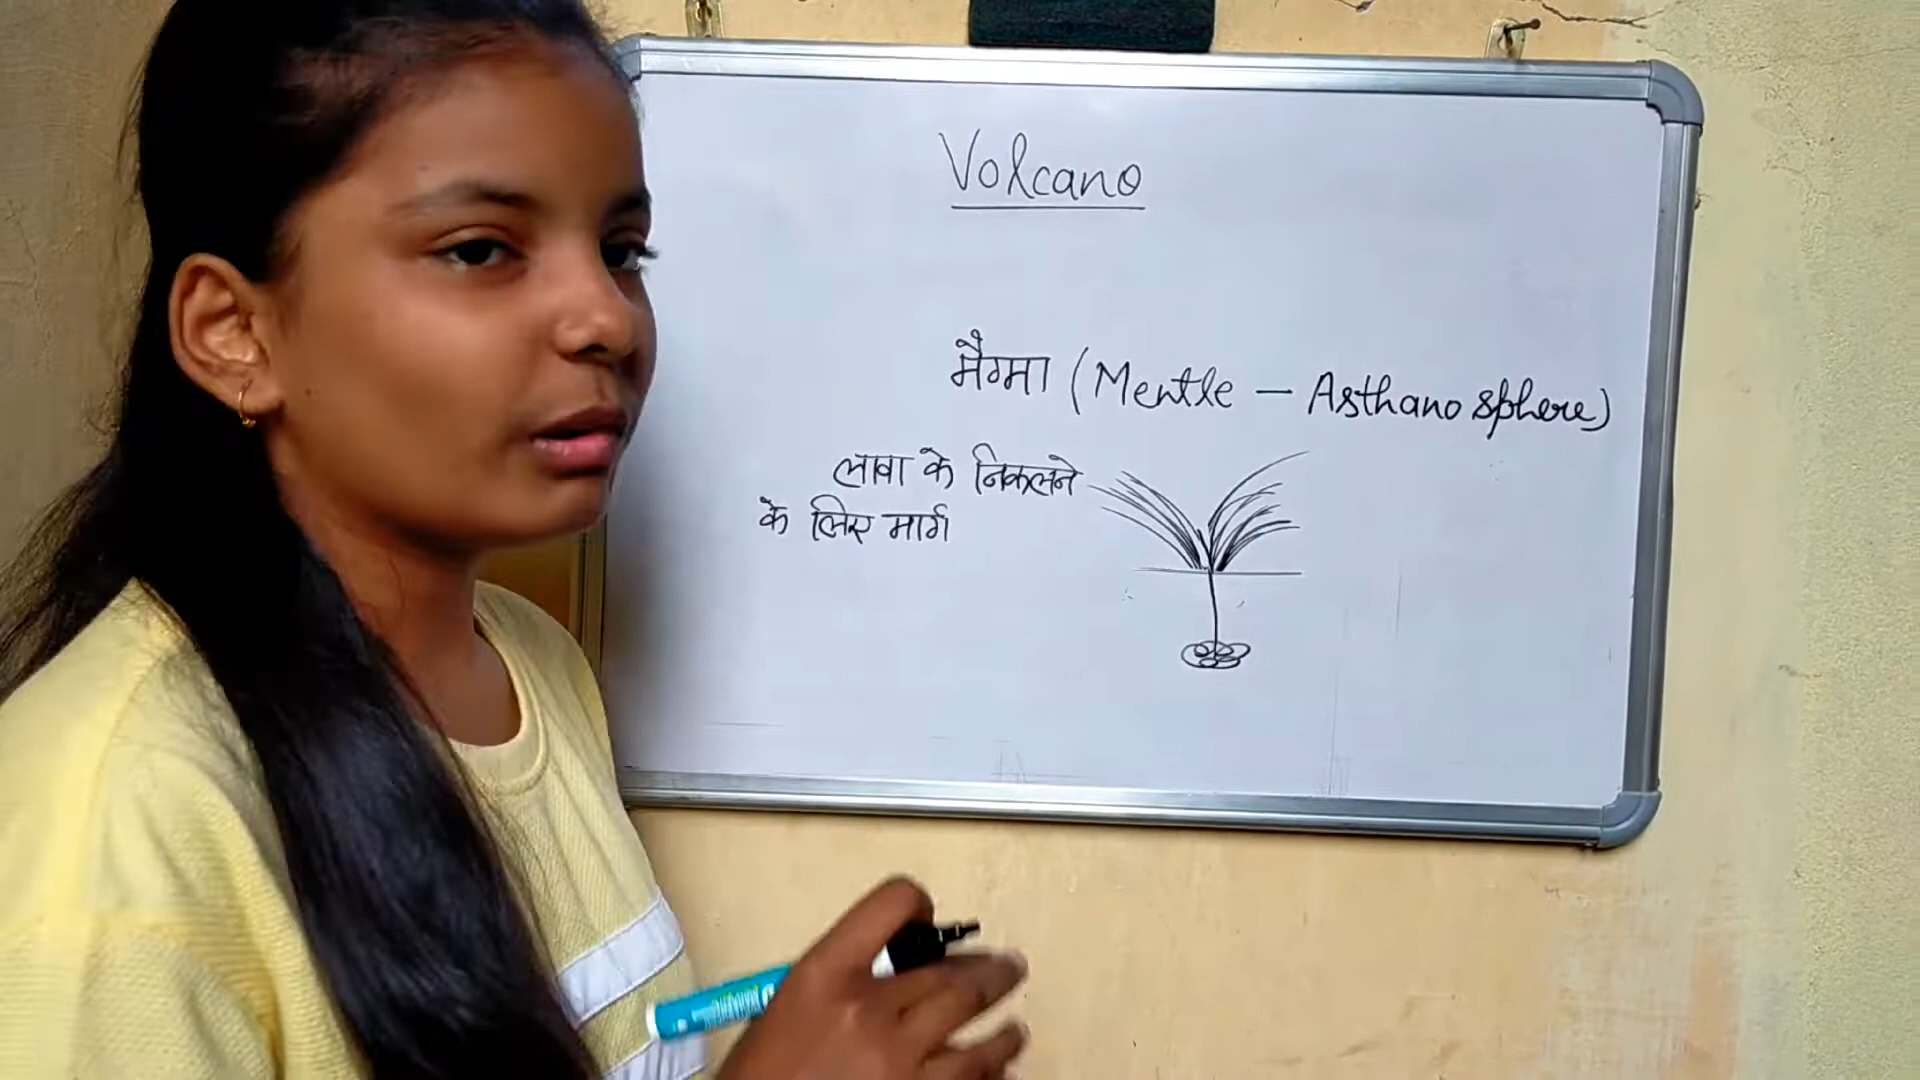 Volcano
मैग्मा (Mentle — Asthano sphere)
लावा के निकलने
के लिए मार्ग